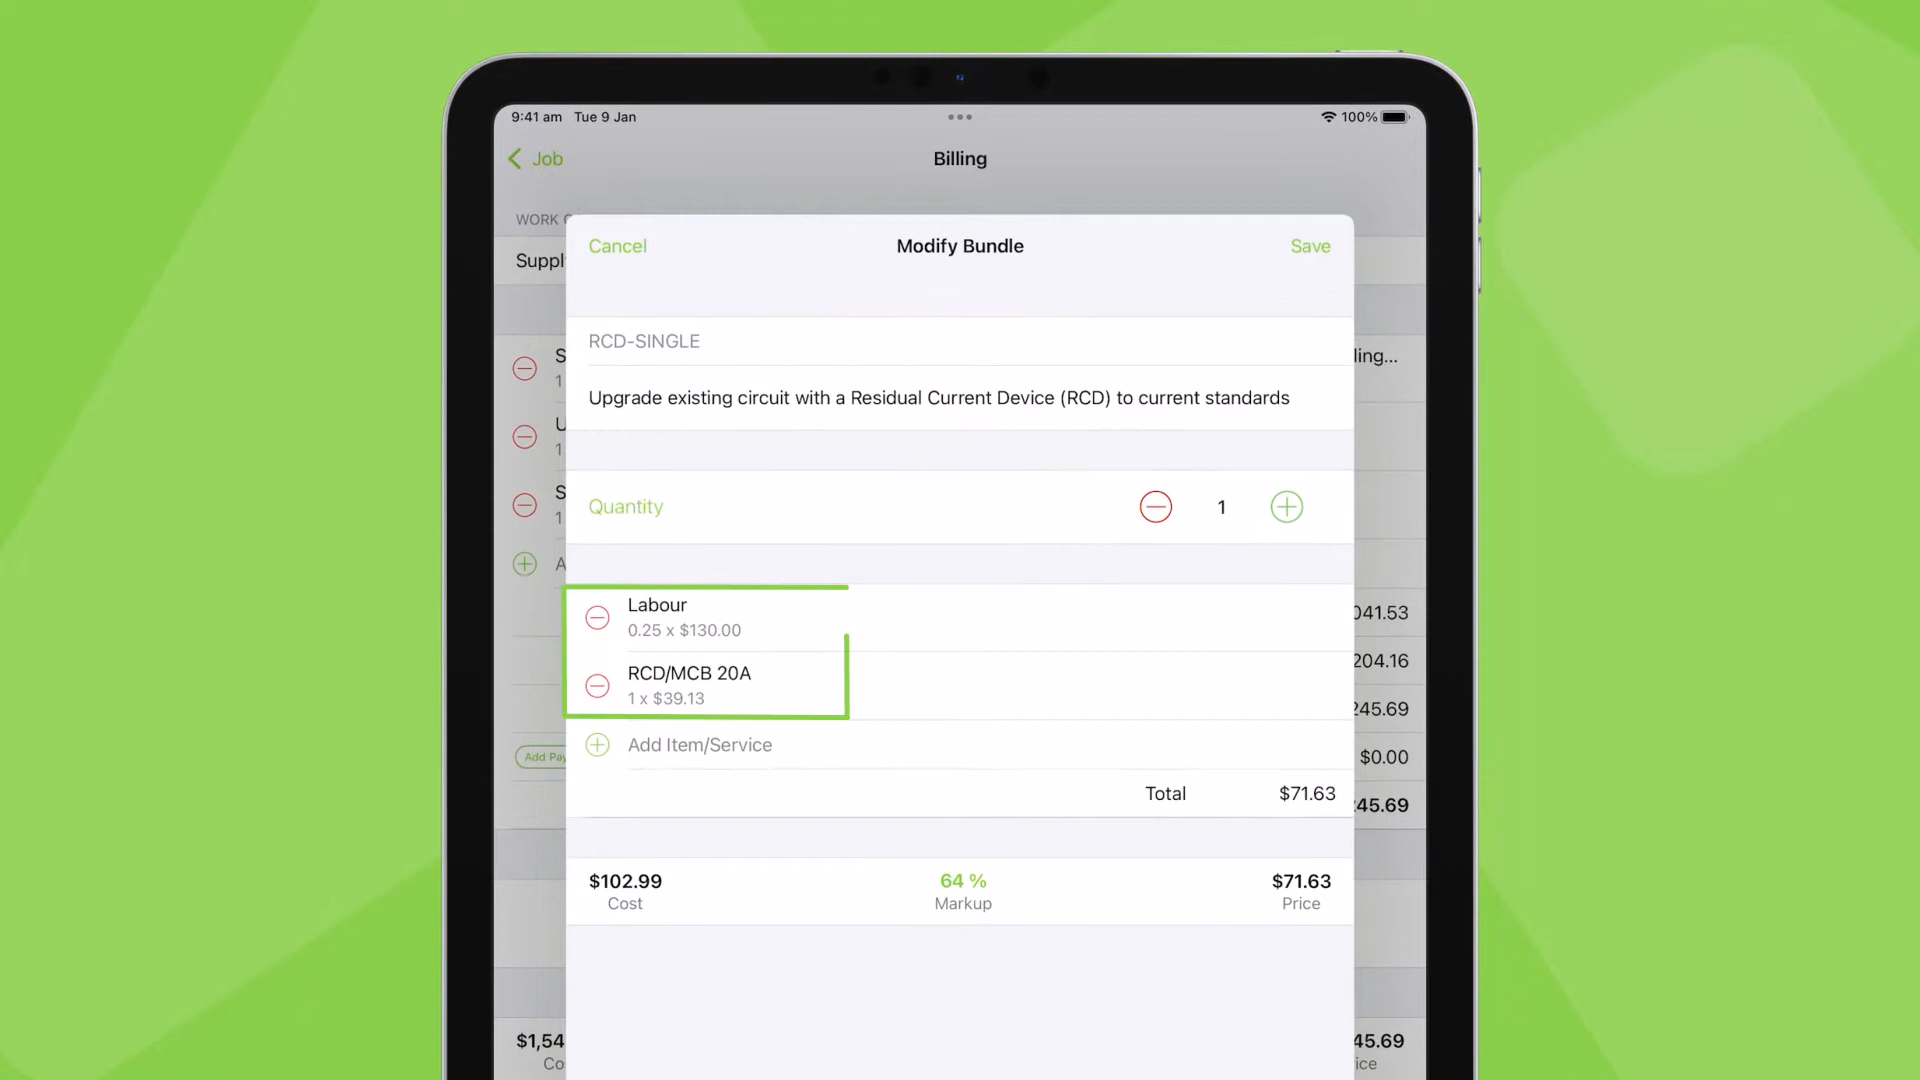 9:41 am Tue 9 Jan
100%
Job
Billing
WORK
Cancel
Modify Bundle
Save
RCD-SINGLE
ling...
Upgrade existing circuit with a Residual Current Device (RCD) to current standards
Quantity
1
Labour
0.25 x $130.00
041.53
204.16
RCD/MCB 20A
1 x $39.13
245.69
Add Item/Service
Add Pay
$0.00
Total
$71.63
45.69
$102.99
64 %
$71.63
Cost
Markup
Price
$1,54
45.69
Co
ice